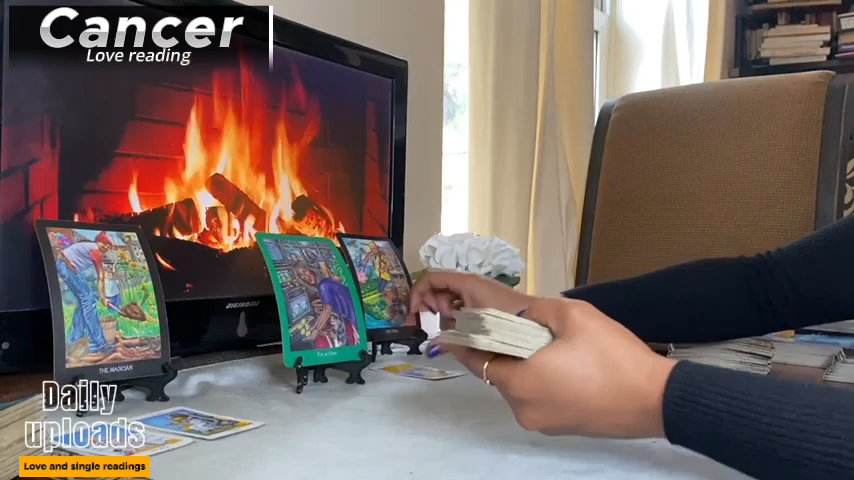 Cancer
Love reading
DIGIMODE
THE MAGICIAN
Daily
uploads
Love and single readings